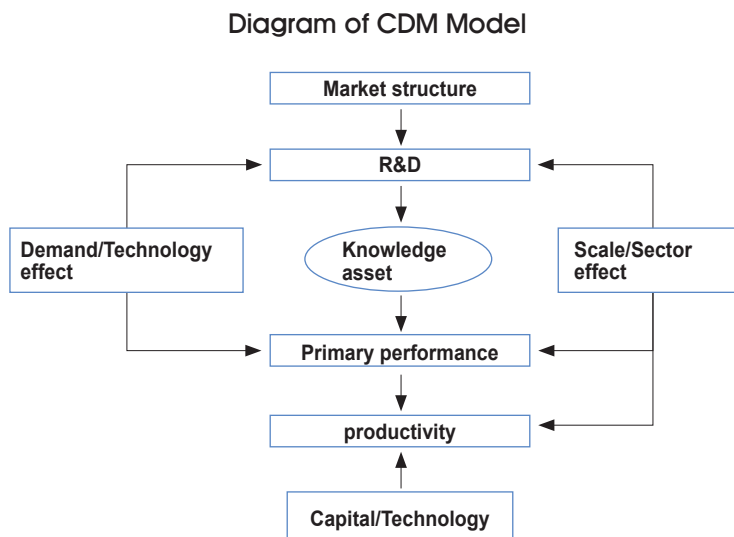 Diagram of CDM Model
Market structure
R&D
Demand/Technology
effect
Knowledge
asset
Scale/Sector
effect
Primary performance
productivity
Capital/Technology